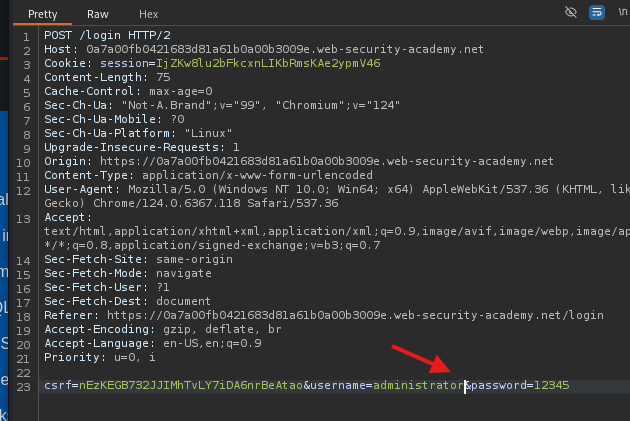 Pretty Raw Hex \n
1 POST /login HTTP/2
2 Host: 0a7a00fb0421683d81a61b0a00b3009e.web-security-academy.net
3 Cookie: session=IjZKw8lu2bFkcxnLIKbRmsKAe2ypmV46
4 Content-Length: 75
5 Cache-Control: max-age=0
6 Sec-Ch-Ua: "Not-A.Brand";v="99", "Chromium";v="124"
7 Sec-Ch-Ua-Mobile: ?0
8 Sec-Ch-Ua-Platform: "Linux"
9 Upgrade-Insecure-Requests: 1
10 Origin: https://0a7a00fb0421683d81a61b0a00b3009e.web-security-academy.net
11 Content-Type: application/x-www-form-urlencoded
12 User-Agent: Mozilla/5.0 (Windows NT 10.0; Win64; x64) AppleWebKit/537.36 (KHTML, lik
Gecko) Chrome/124.0.6367.118 Safari/537.36
13 Accept:
text/html,application/xhtml+xml,application/xml;q=0.9,image/avif,image/webp,image/ap
*/*;q=0.8,application/signed-exchange;v=b3;q=0.7
14 Sec-Fetch-Site: same-origin
15 Sec-Fetch-Mode: navigate
16 Sec-Fetch-User: ?1
17 Sec-Fetch-Dest: document
18 Referer: https://0a7a00fb0421683d81a61b0a00b3009e.web-security-academy.net/login
19 Accept-Encoding: gzip, deflate, br
20 Accept-Language: en-US,en;q=0.9
21 Priority: u=0, i
22
23 csrf=nEzKEGB732JJIMhTvLY7iDA6nrBeAtao&username=administrator&password=12345